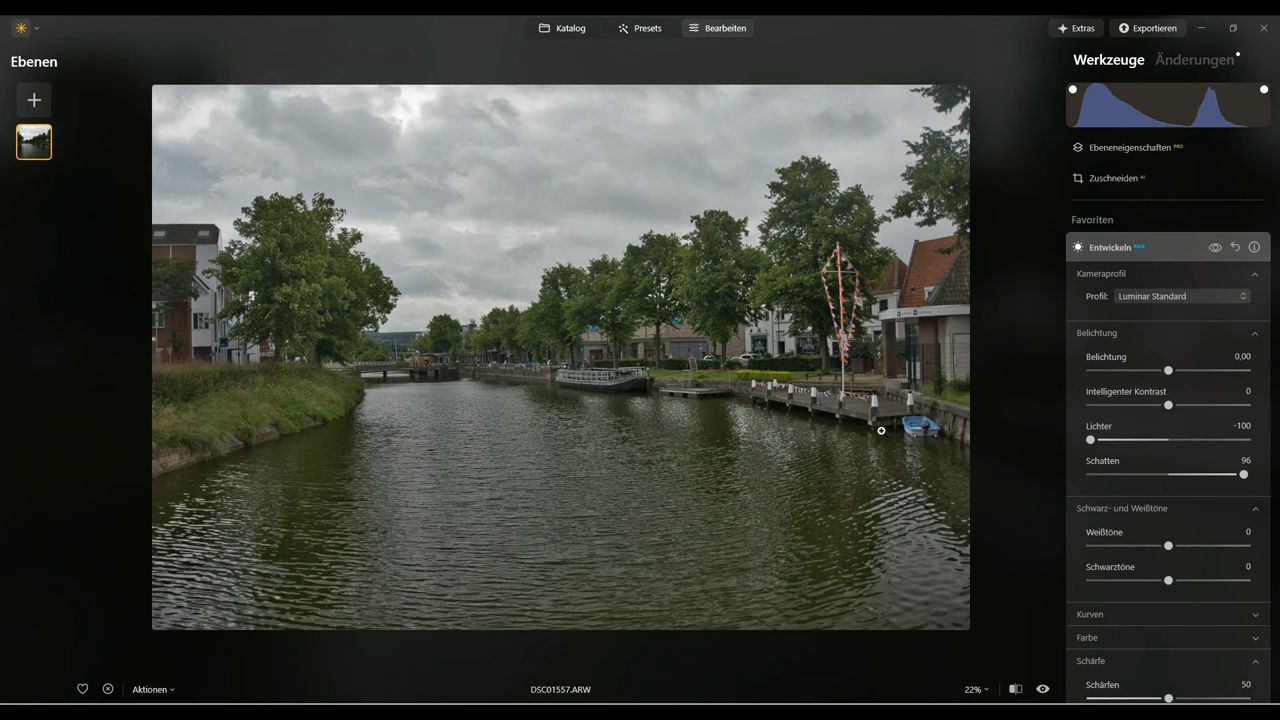 Katalog
Presets
Bearbeiten
Extras
Exportieren
Ebenen
Werkzeuge Änderungen
Ebeneneigenschaften PRO
Zuschneiden AI
Favoriten
Entwickeln RAW
Kameraprofil
Profil: Luminar Standard
Belichtung
Belichtung 0,00
Intelligenter Kontrast 0
Lichter -100
Schatten 96
Schwarz- und Weißtöne
Weißtöne 0
Schwarztöne 0
Kurven
Farbe
Schärfe
Schärfen 50
Aktionen
DSC01557.ARW
22%